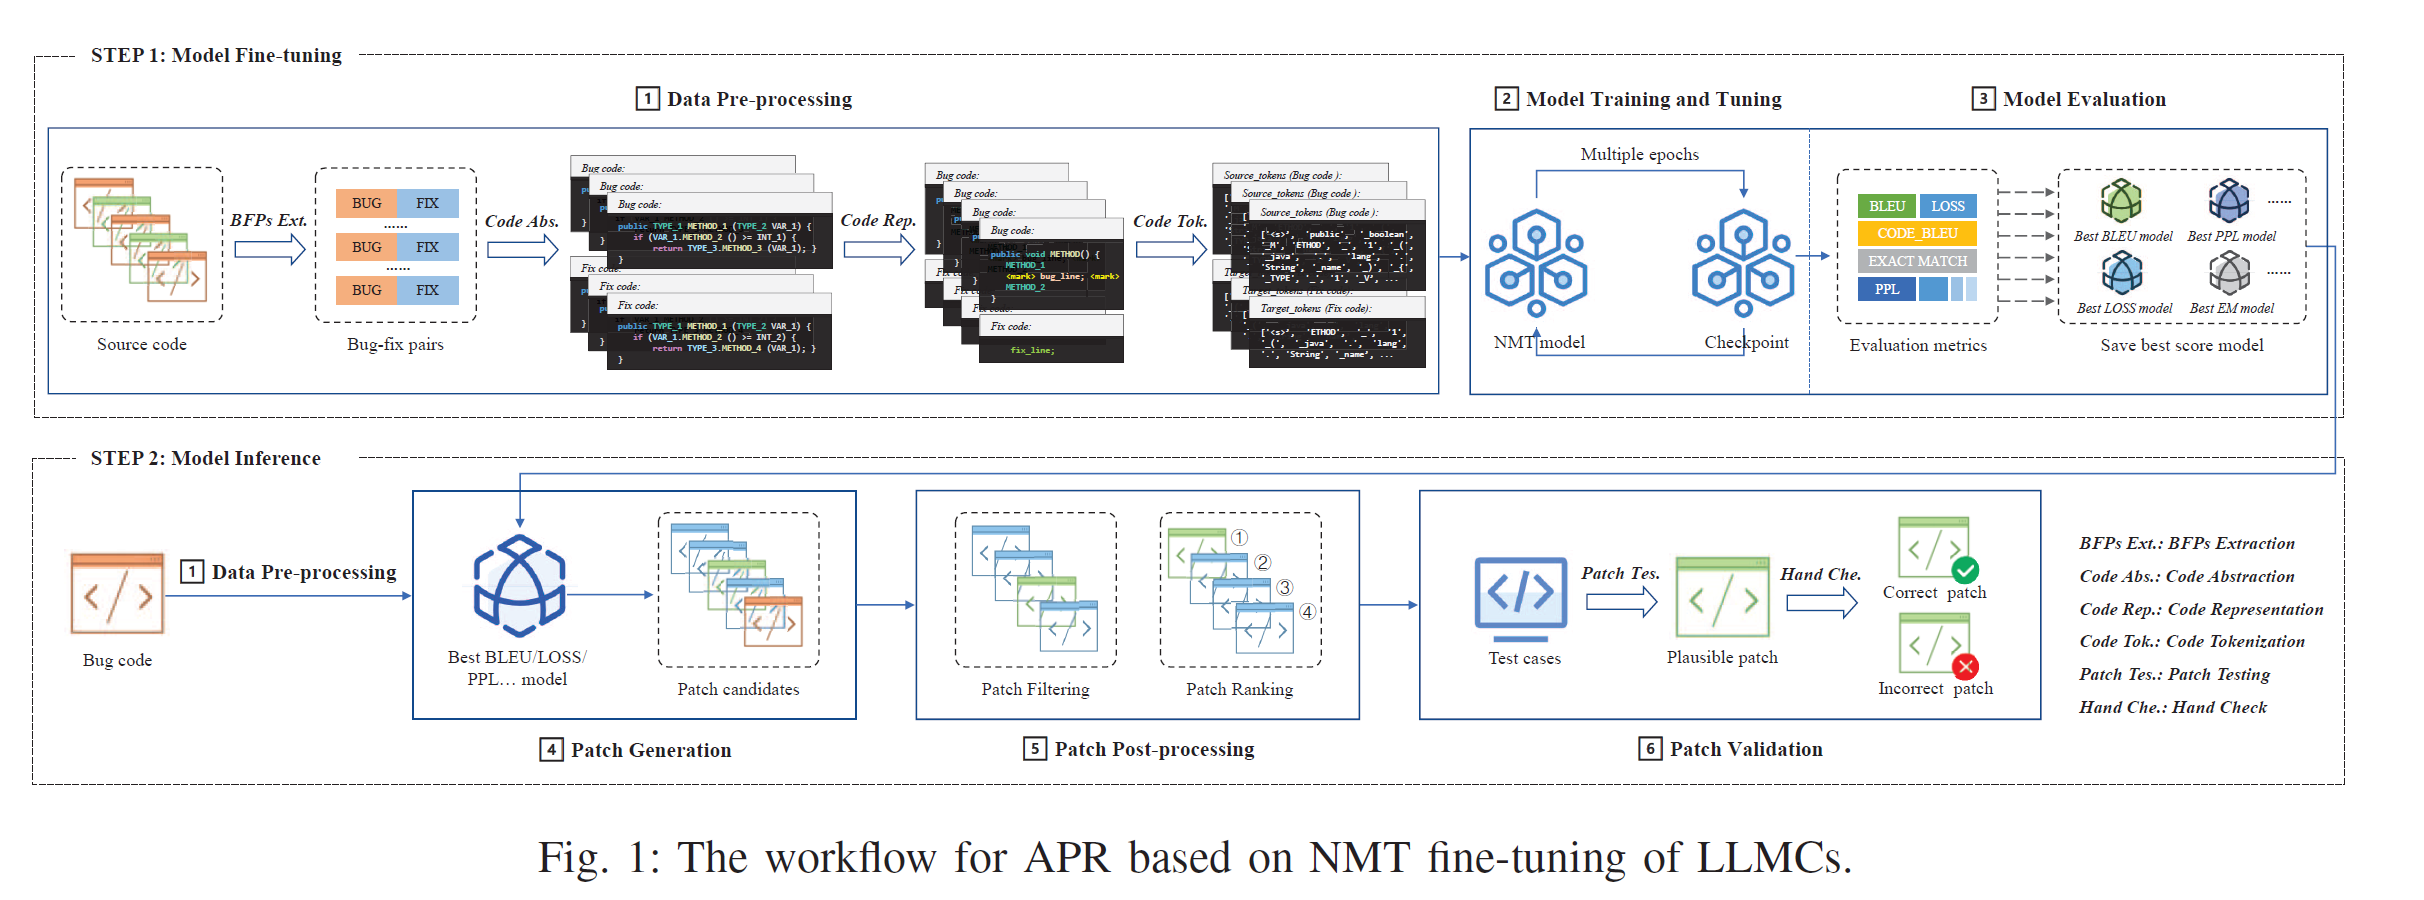 STEP 1: Model Fine-tuning
1 Data Pre-processing
2 Model Training and Tuning
3 Model Evaluation
Source code
BFPs Ext.
BUG FIX
......
BUG FIX
......
BUG FIX
Bug-fix pairs
Code Abs.
Bug code:
Bug code:
Bug code:
public TYPE_1 METHOD_1 (TYPE_2 VAR_1) {
if (VAR_1.METHOD_2 () >= INT_1) {
return TYPE_3.METHOD_3 (VAR_1); }
}
Fix code:
Fix code:
Fix code:
public TYPE_1 METHOD_1 (TYPE_2 VAR_1) {
if (VAR_1.METHOD_2 () >= INT_2) {
return TYPE_3.METHOD_4 (VAR_1); }
}
Code Rep.
Bug code:
Bug code:
Bug code:
Bug code:
public void METHOD() {
METHOD_1
<mark> bug_line; <mark>
METHOD_2
}
Fix code:
fix_line;
Code Tok.
Source_tokens (Bug code ):
Source_tokens (Bug code ):
Source_tokens (Bug code ):
['<s>', 'public', '_boolean',
'_M', 'ETHOD', '_', '1', '_(',
'_java', '.', 'lang', '.',
'String', '_name', '_)', '_{',
'_TYPE', '_', '1', '_V', ...
Target_tokens (Fix code):
Target_tokens (Fix code):
['<s>', 'ETHOD', '_', '1',
'_(', '_java', '.', 'lang',
'.', 'String', '_name', ...
Multiple epochs
NMT model
Checkpoint
BLEU LOSS
CODE_BLEU
EXACT MATCH
PPL
Evaluation metrics
Best BLEU model
Best PPL model
......
Best LOSS model
Best EM model
......
Save best score model
STEP 2: Model Inference
Bug code
1 Data Pre-processing
Best BLEU/LOSS/
PPL... model
Patch candidates
4 Patch Generation
Patch Filtering
①
②
③
④
Patch Ranking
5 Patch Post-processing
Test cases
Patch Tes.
Plausible patch
Hand Che.
Correct patch
Incorrect patch
6 Patch Validation
BFPs Ext.: BFPs Extraction
Code Abs.: Code Abstraction
Code Rep.: Code Representation
Code Tok.: Code Tokenization
Patch Tes.: Patch Testing
Hand Che.: Hand Check
Fig. 1: The workflow for APR based on NMT fine-tuning of LLMCs.